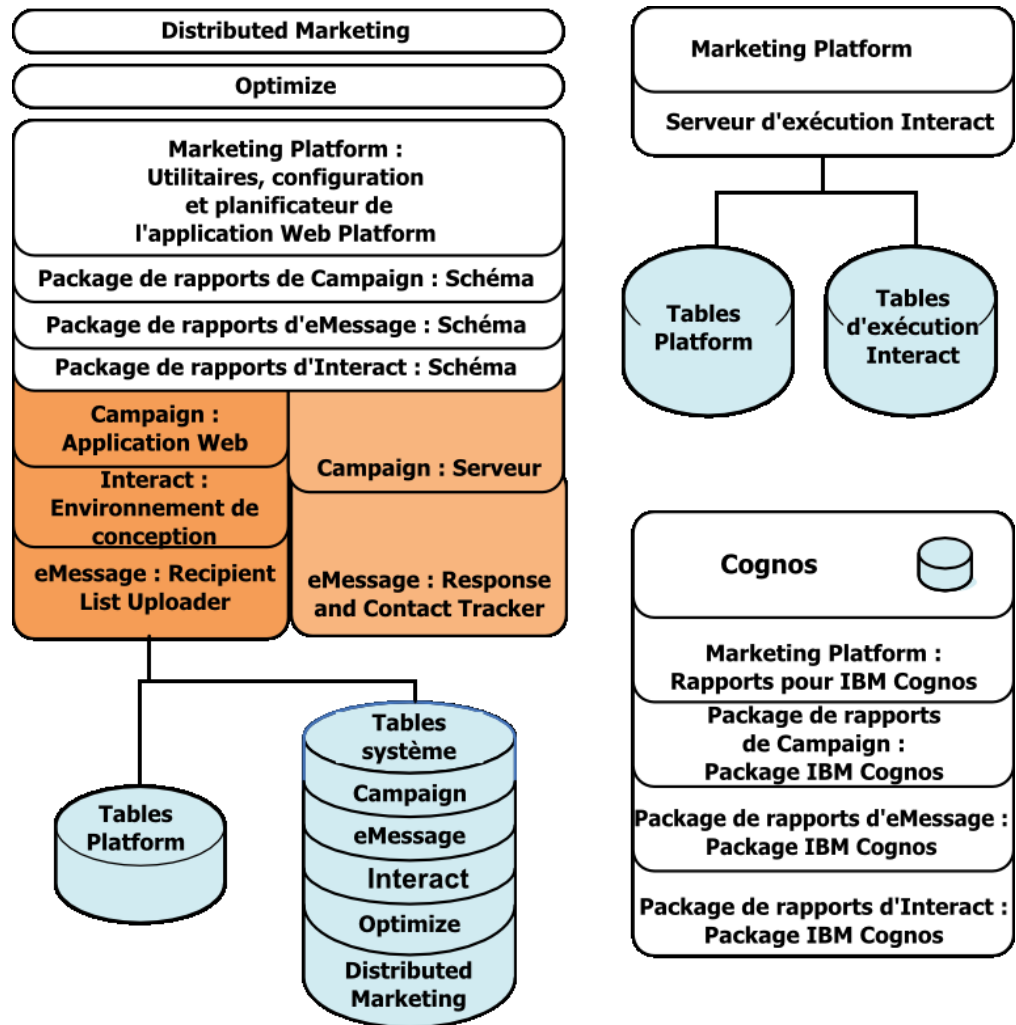 Distributed Marketing
Optimize
Marketing Platform :
Utilitaires, configuration
et planificateur de
l'application Web Platform
Package de rapports de Campaign : Schéma
Package de rapports d'eMessage : Schéma
Package de rapports d'Interact : Schéma
Campaign :
Application Web
Interact :
Environnement de
conception
eMessage : Recipient
List Uploader
Campaign : Serveur
eMessage : Response
and Contact Tracker
Tables
Platform
Tables
système
Campaign
eMessage
Interact
Optimize
Distributed
Marketing
Marketing Platform
Serveur d'exécution Interact
Tables
Platform
Tables
d'exécution
Interact
Cognos
Marketing Platform :
Rapports pour IBM Cognos
Package de rapports
de Campaign :
Package IBM Cognos
Package de rapports d'eMessage :
Package IBM Cognos
Package de rapports d'Interact :
Package IBM Cognos